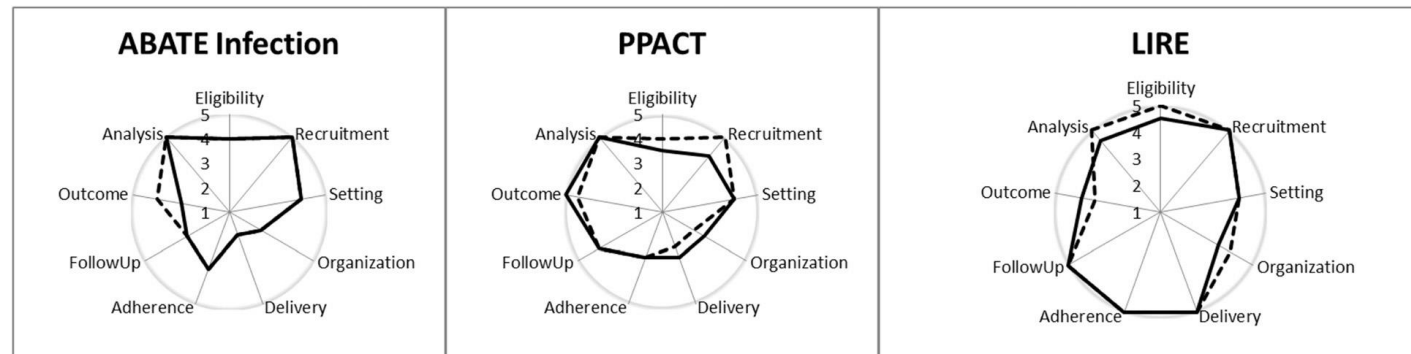 ABATE Infection
Eligibility
5
4
3
2
1
Recruitment
Setting
Organization
Delivery
Adherence
FollowUp
Outcome
Analysis
PPACT
Eligibility
5
4
3
2
1
Recruitment
Setting
Organization
Delivery
Adherence
FollowUp
Outcome
Analysis
LIRE
Eligibility
5
4
3
2
1
Recruitment
Setting
Organization
Delivery
Adherence
FollowUp
Outcome
Analysis